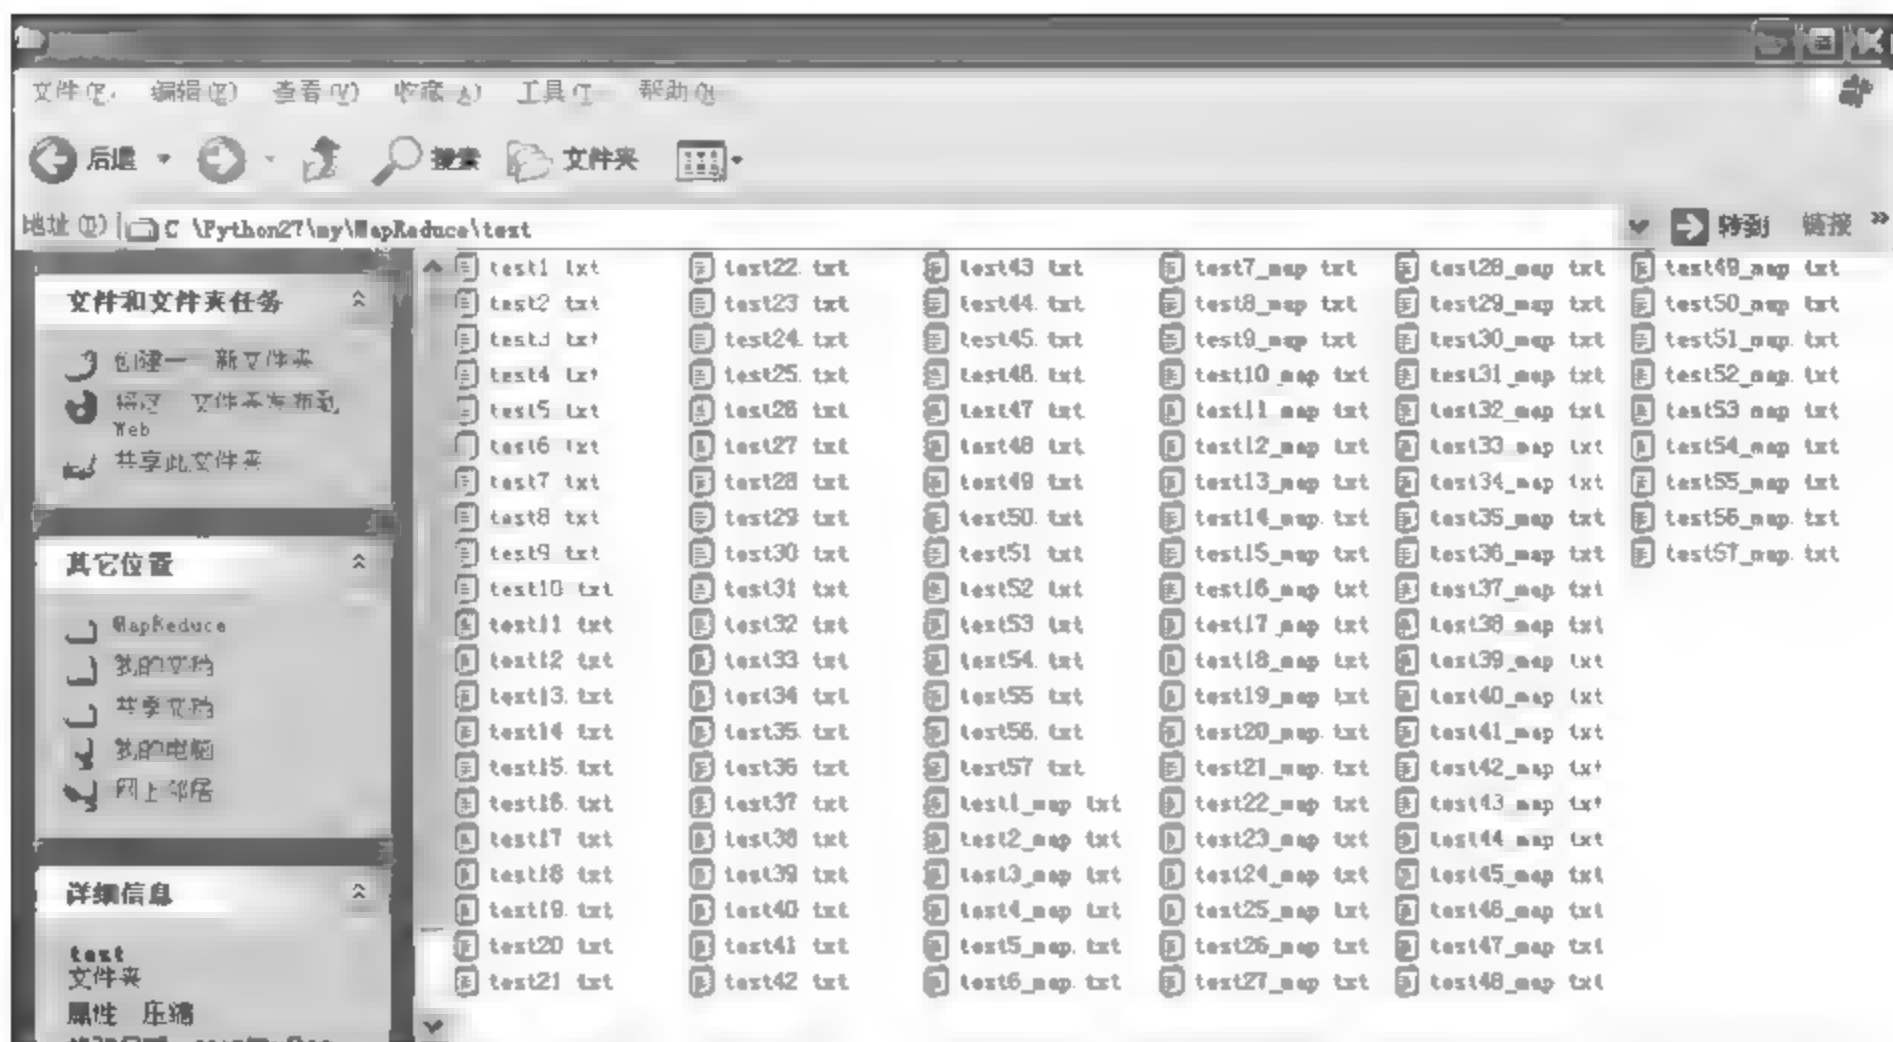 文件(F) 编辑(E) 查看(V) 收藏(A) 工具(T) 帮助(H)
后退 搜索 文件夹
地址(D) C \Python27\my\MapReduce\test 转到 链接 »
文件和文件夹任务
创建一 新文件夹
将这 文件夹发布到
Web
共享此文件夹
其它位置
MapReduce
我的文档
共享文档
我的电脑
网上邻居
详细信息
test
文件夹
属性 压缩
test1 txt
test2 txt
test3 txt
test4 txt
test5 txt
test6 txt
test7 txt
test8 txt
test9 txt
test10 txt
test11 txt
test12 txt
test13.txt
test14 txt
test15.txt
test16.txt
test17 txt
test18 txt
test19.txt
test20 txt
test21 txt
test22.txt
test23 txt
test24.txt
test25.txt
test26 txt
test27 txt
test28 txt
test29 txt
test30 txt
test31 txt
test32 txt
test33 txt
test34 txt
test35.txt
test36 txt
test37 txt
test38 txt
test39 txt
test40 txt
test41 txt
test42 txt
test43 txt
test44.txt
test45.txt
test46.txt
test47 txt
test48 txt
test49 txt
test50.txt
test51 txt
test52 txt
test53 txt
test54.txt
test55 txt
test56.txt
test57 txt
test1_map txt
test2_map txt
test3_map txt
test4_map txt
test5_map.txt
test6_map.txt
test7_map txt
test8_map txt
test9_map txt
test10_map txt
test11_map txt
test12_map txt
test13_map txt
test14_map.txt
test15_map txt
test16_map txt
test17_map txt
test18_map txt
test19_map txt
test20_map txt
test21_map.txt
test22_map txt
test23_map txt
test24_map txt
test25_map txt
test26_map txt
test27_map txt
test28_map txt
test29_map txt
test30_map txt
test31_map txt
test32_map txt
test33_map txt
test34_map txt
test35_map txt
test36_map txt
test37_map txt
test38_map txt
test39_map txt
test40_map txt
test41_map txt
test42_map txt
test43_map txt
test44_map txt
test45_map txt
test46_map txt
test47_map txt
test48_map txt
test49_map txt
test50_map txt
test51_map.txt
test52_map.txt
test53_map txt
test54_map txt
test55_map txt
test56_map.txt
test57_map.txt